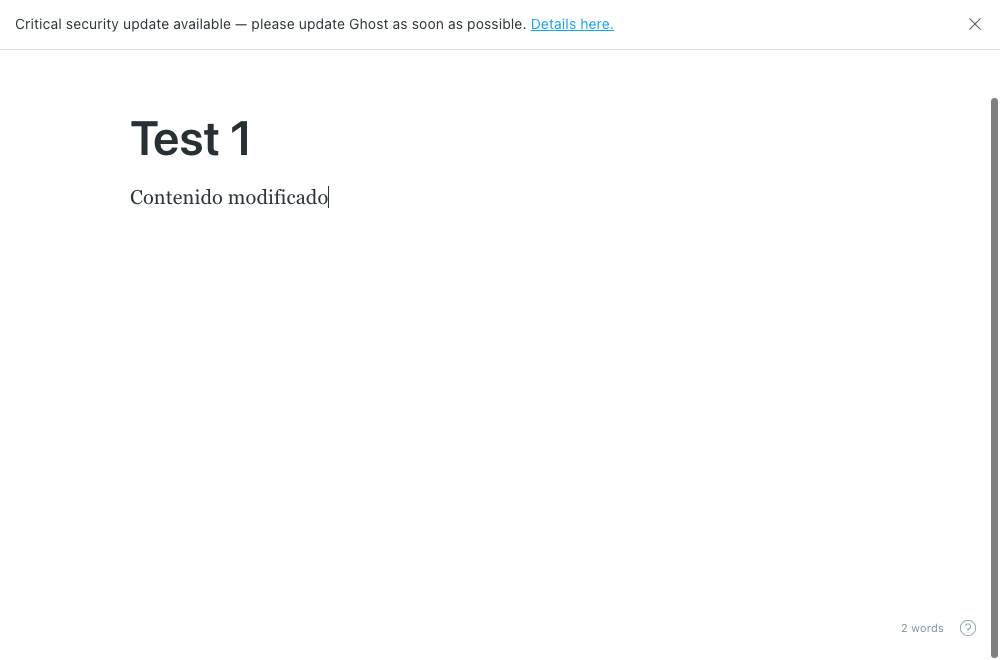 Critical security update available — please update Ghost as soon as possible. Details here.
Test 1
Contenido modificado
2 words
?